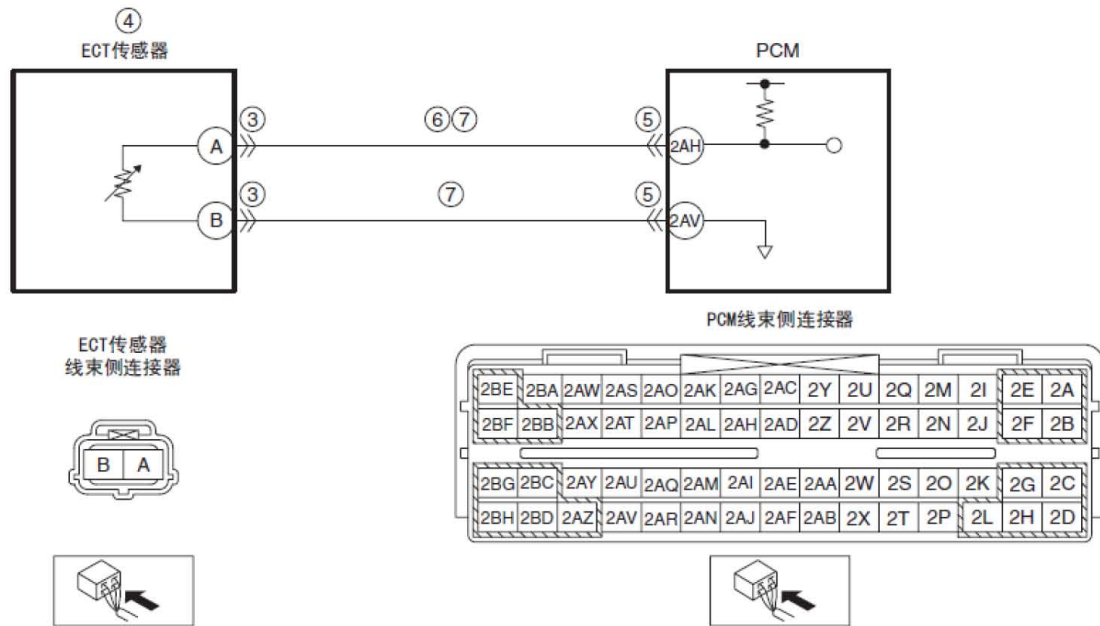 ④
ECT传感器
PCM
③
⑥⑦
⑤
A
2AH
③
⑦
⑤
B
2AV
ECT传感器
线束侧连接器
B A
PCM线束侧连接器
2BE 2BA 2AW 2AS 2AO 2AK 2AG 2AC 2Y 2U 2Q 2M 2I 2E 2A
2BF 2BB 2AX 2AT 2AP 2AL 2AH 2AD 2Z 2V 2R 2N 2J 2F 2B
2BG 2BC 2AY 2AU 2AQ 2AM 2AI 2AE 2AA 2W 2S 2O 2K 2G 2C
2BH 2BD 2AZ 2AV 2AR 2AN 2AJ 2AF 2AB 2X 2T 2P 2L 2H 2D